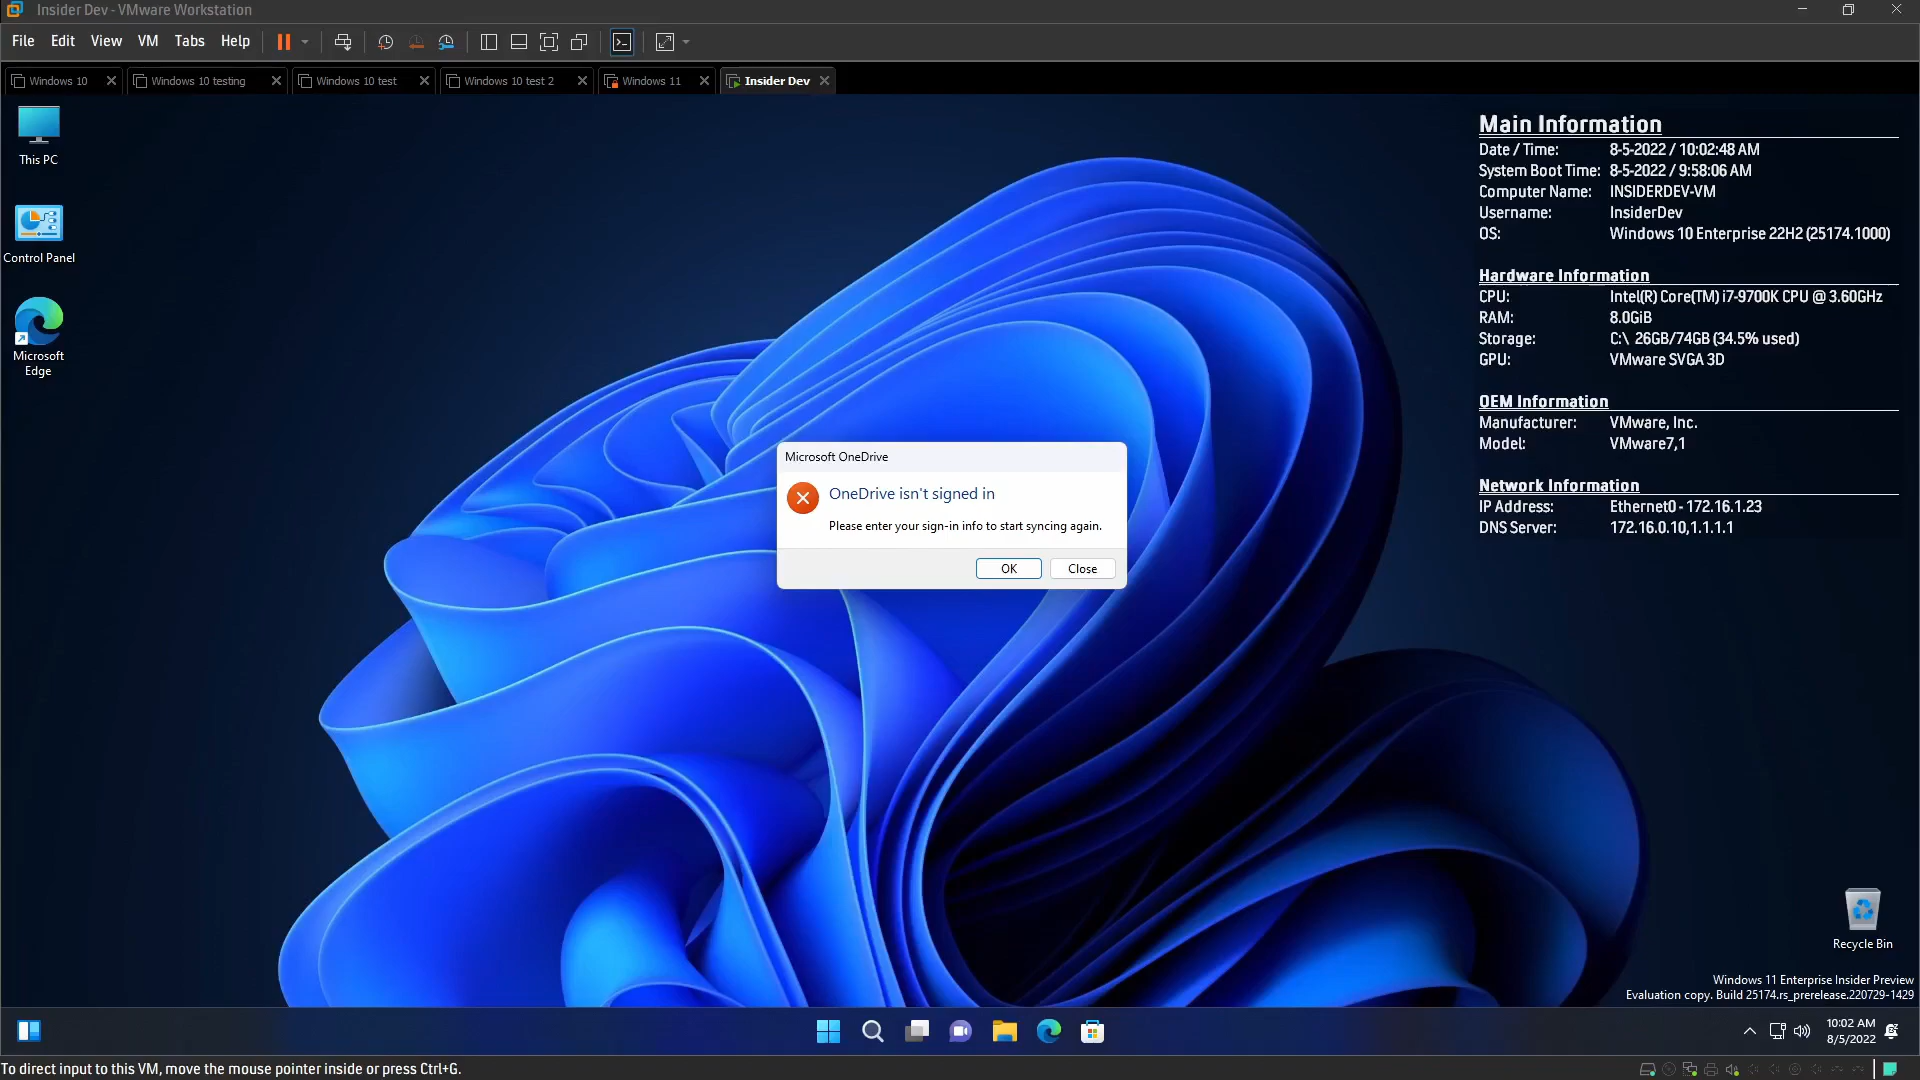 Insider Dev - VMware Workstation
File Edit View VM Tabs Help
Windows 10 Windows 10 testing Windows 10 test Windows 10 test 2 Windows 11 Insider Dev
This PC
Control Panel
Microsoft
Edge
Main Information
Date / Time: 8-5-2022 / 10:02:48 AM
System Boot Time: 8-5-2022 / 9:58:06 AM
Computer Name: INSIDERDEV-VM
Username: InsiderDev
OS: Windows 10 Enterprise 22H2 (25174.1000)
Hardware Information
CPU: Intel(R) Core(TM) i7-9700K CPU @ 3.60GHz
RAM: 8.0GiB
Storage: C:\ 26GB/74GB (34.5% used)
GPU: VMware SVGA 3D
OEM Information
Manufacturer: VMware, Inc.
Model: VMware7,1
Network Information
IP Address: Ethernet0 - 172.16.1.23
DNS Server: 172.16.0.10,1.1.1.1
Microsoft OneDrive
OneDrive isn't signed in
Please enter your sign-in info to start syncing again.
OK Close
Recycle Bin
Windows 11 Enterprise Insider Preview
Evaluation copy. Build 25174.rs_prerelease.220729-1429
10:02 AM
8/5/2022
To direct input to this VM, move the mouse pointer inside or press Ctrl+G.